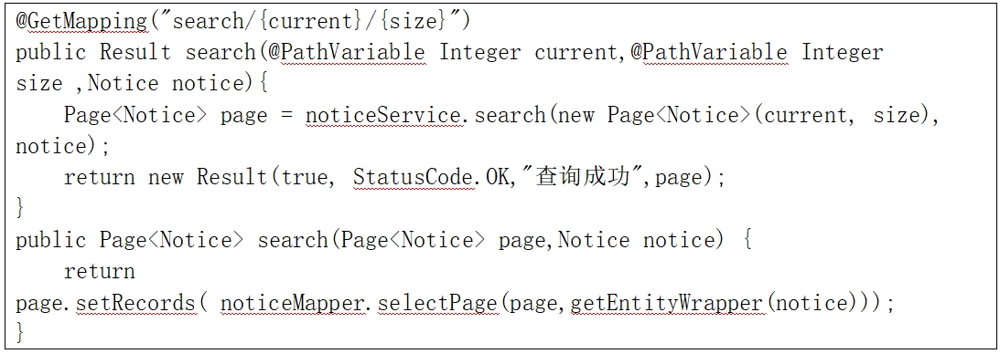 @GetMapping("search/{current}/{size}")
public Result search(@PathVariable Integer current,@PathVariable Integer
size ,Notice notice){
    Page<Notice> page = noticeService.search(new Page<Notice>(current, size),
notice);
    return new Result(true, StatusCode.OK,"查询成功",page);
}
public Page<Notice> search(Page<Notice> page,Notice notice) {
    return
page.setRecords( noticeMapper.selectPage(page,getEntityWrapper(notice)));
}